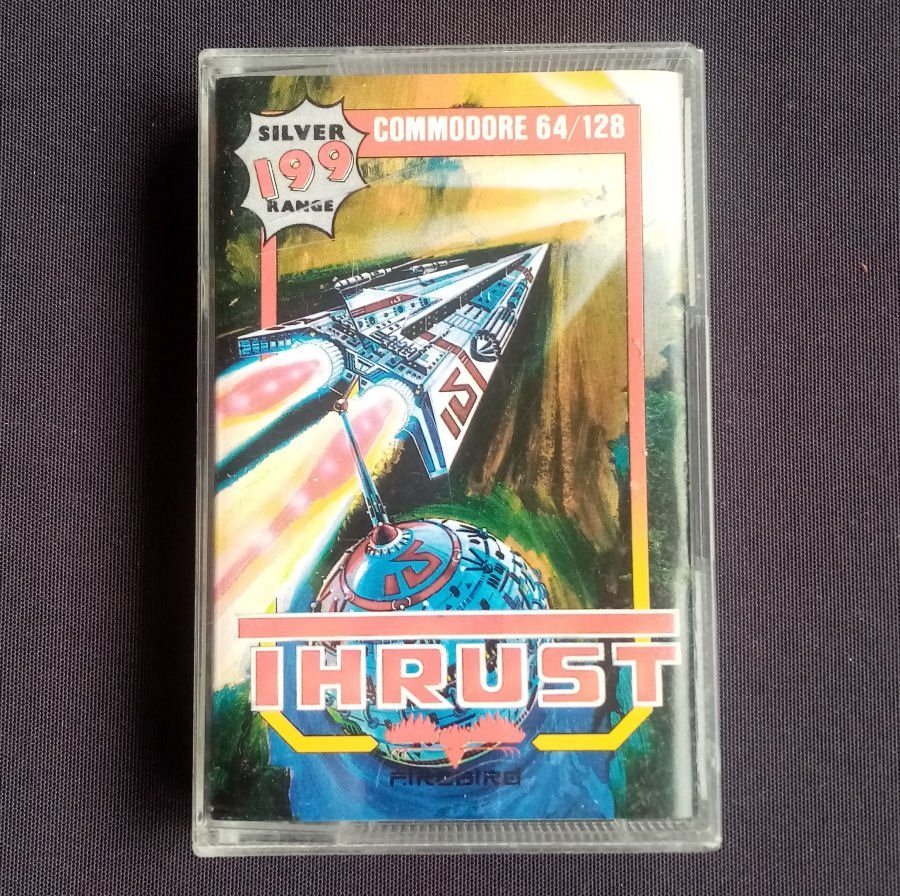 SILVER
199
RANGE
COMMODORE 64/128
THRUST
FIREBIRD